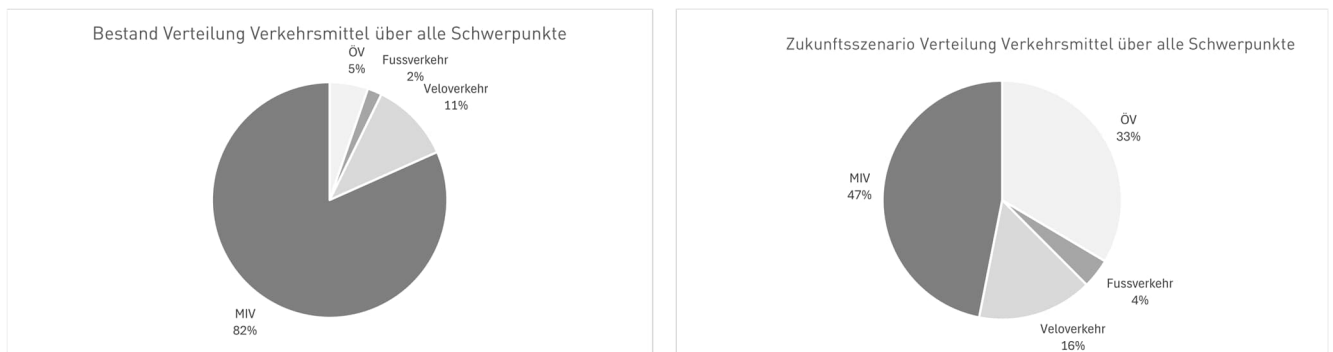 Bestand Verteilung Verkehrsmittel über alle Schwerpunkte
ÖV
5%
Fussverkehr
2%
Veloverkehr
11%
MIV
82%
Zukunftsszenario Verteilung Verkehrsmittel über alle Schwerpunkte
ÖV
33%
MIV
47%
Fussverkehr
4%
Veloverkehr
16%